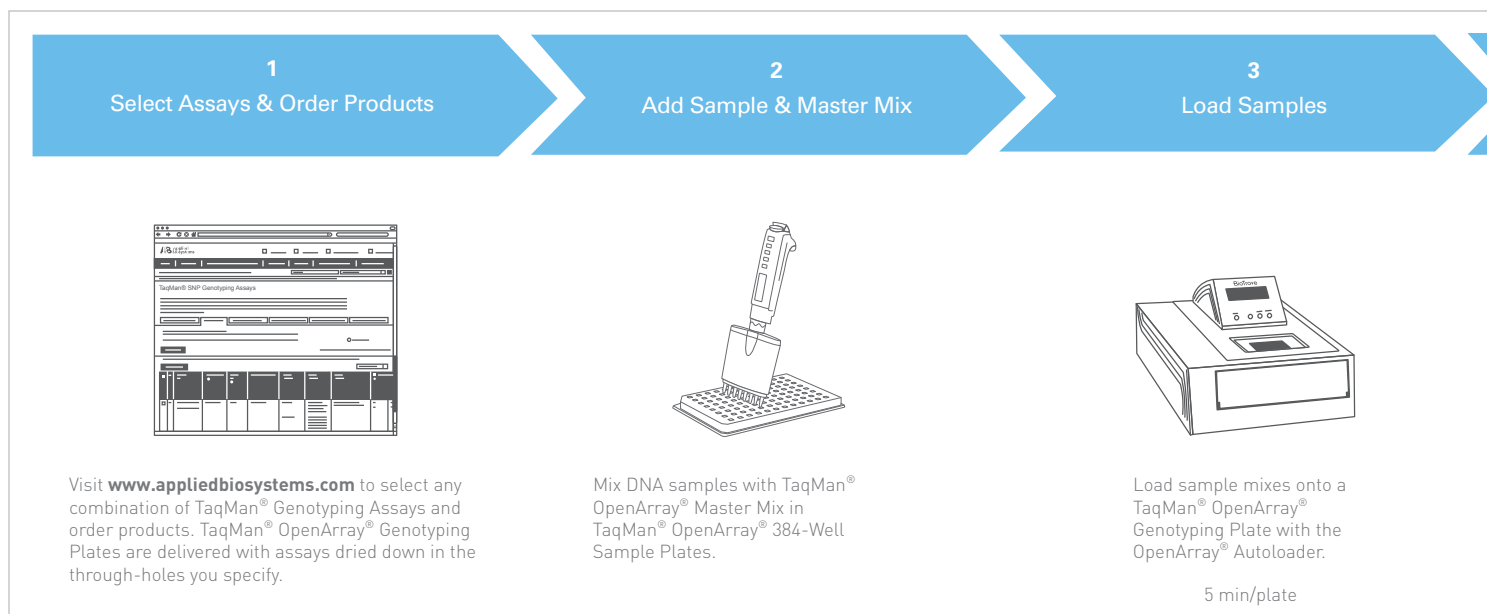 1
Select Assays & Order Products
2
Add Sample & Master Mix
3
Load Samples
TaqMan® SNP Genotyping Assays
BioTrove
Visit www.appliedbiosystems.com to select any
combination of TaqMan® Genotyping Assays and
order products. TaqMan® OpenArray® Genotyping
Plates are delivered with assays dried down in the
through-holes you specify.
Mix DNA samples with TaqMan®
OpenArray® Master Mix in
TaqMan® OpenArray® 384-Well
Sample Plates.
Load sample mixes onto a
TaqMan® OpenArray®
Genotyping Plate with the
OpenArray® Autoloader.
5 min/plate